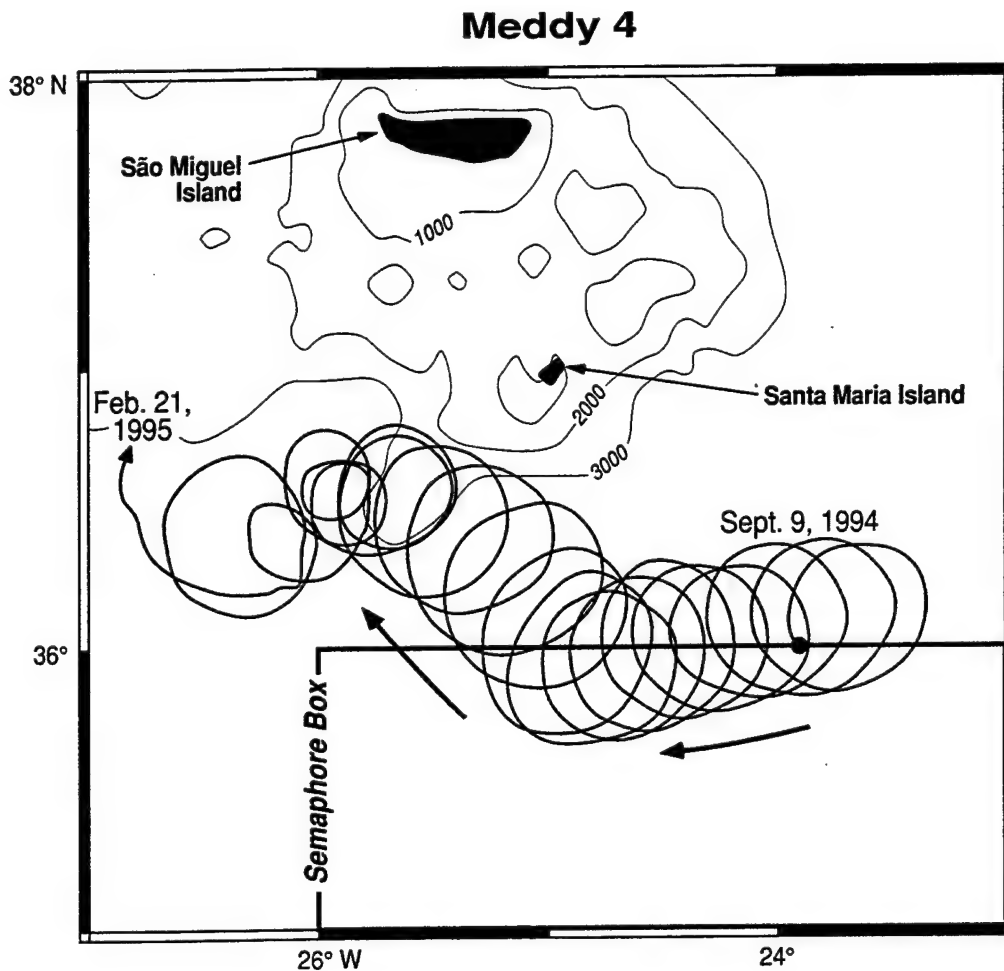 Meddy 4
38° N
São Miguel
Island
1000
Santa Maria Island
2000
3000
Feb. 21,
1995
Sept. 9, 1994
36°
Semaphore Box
26° W
24°